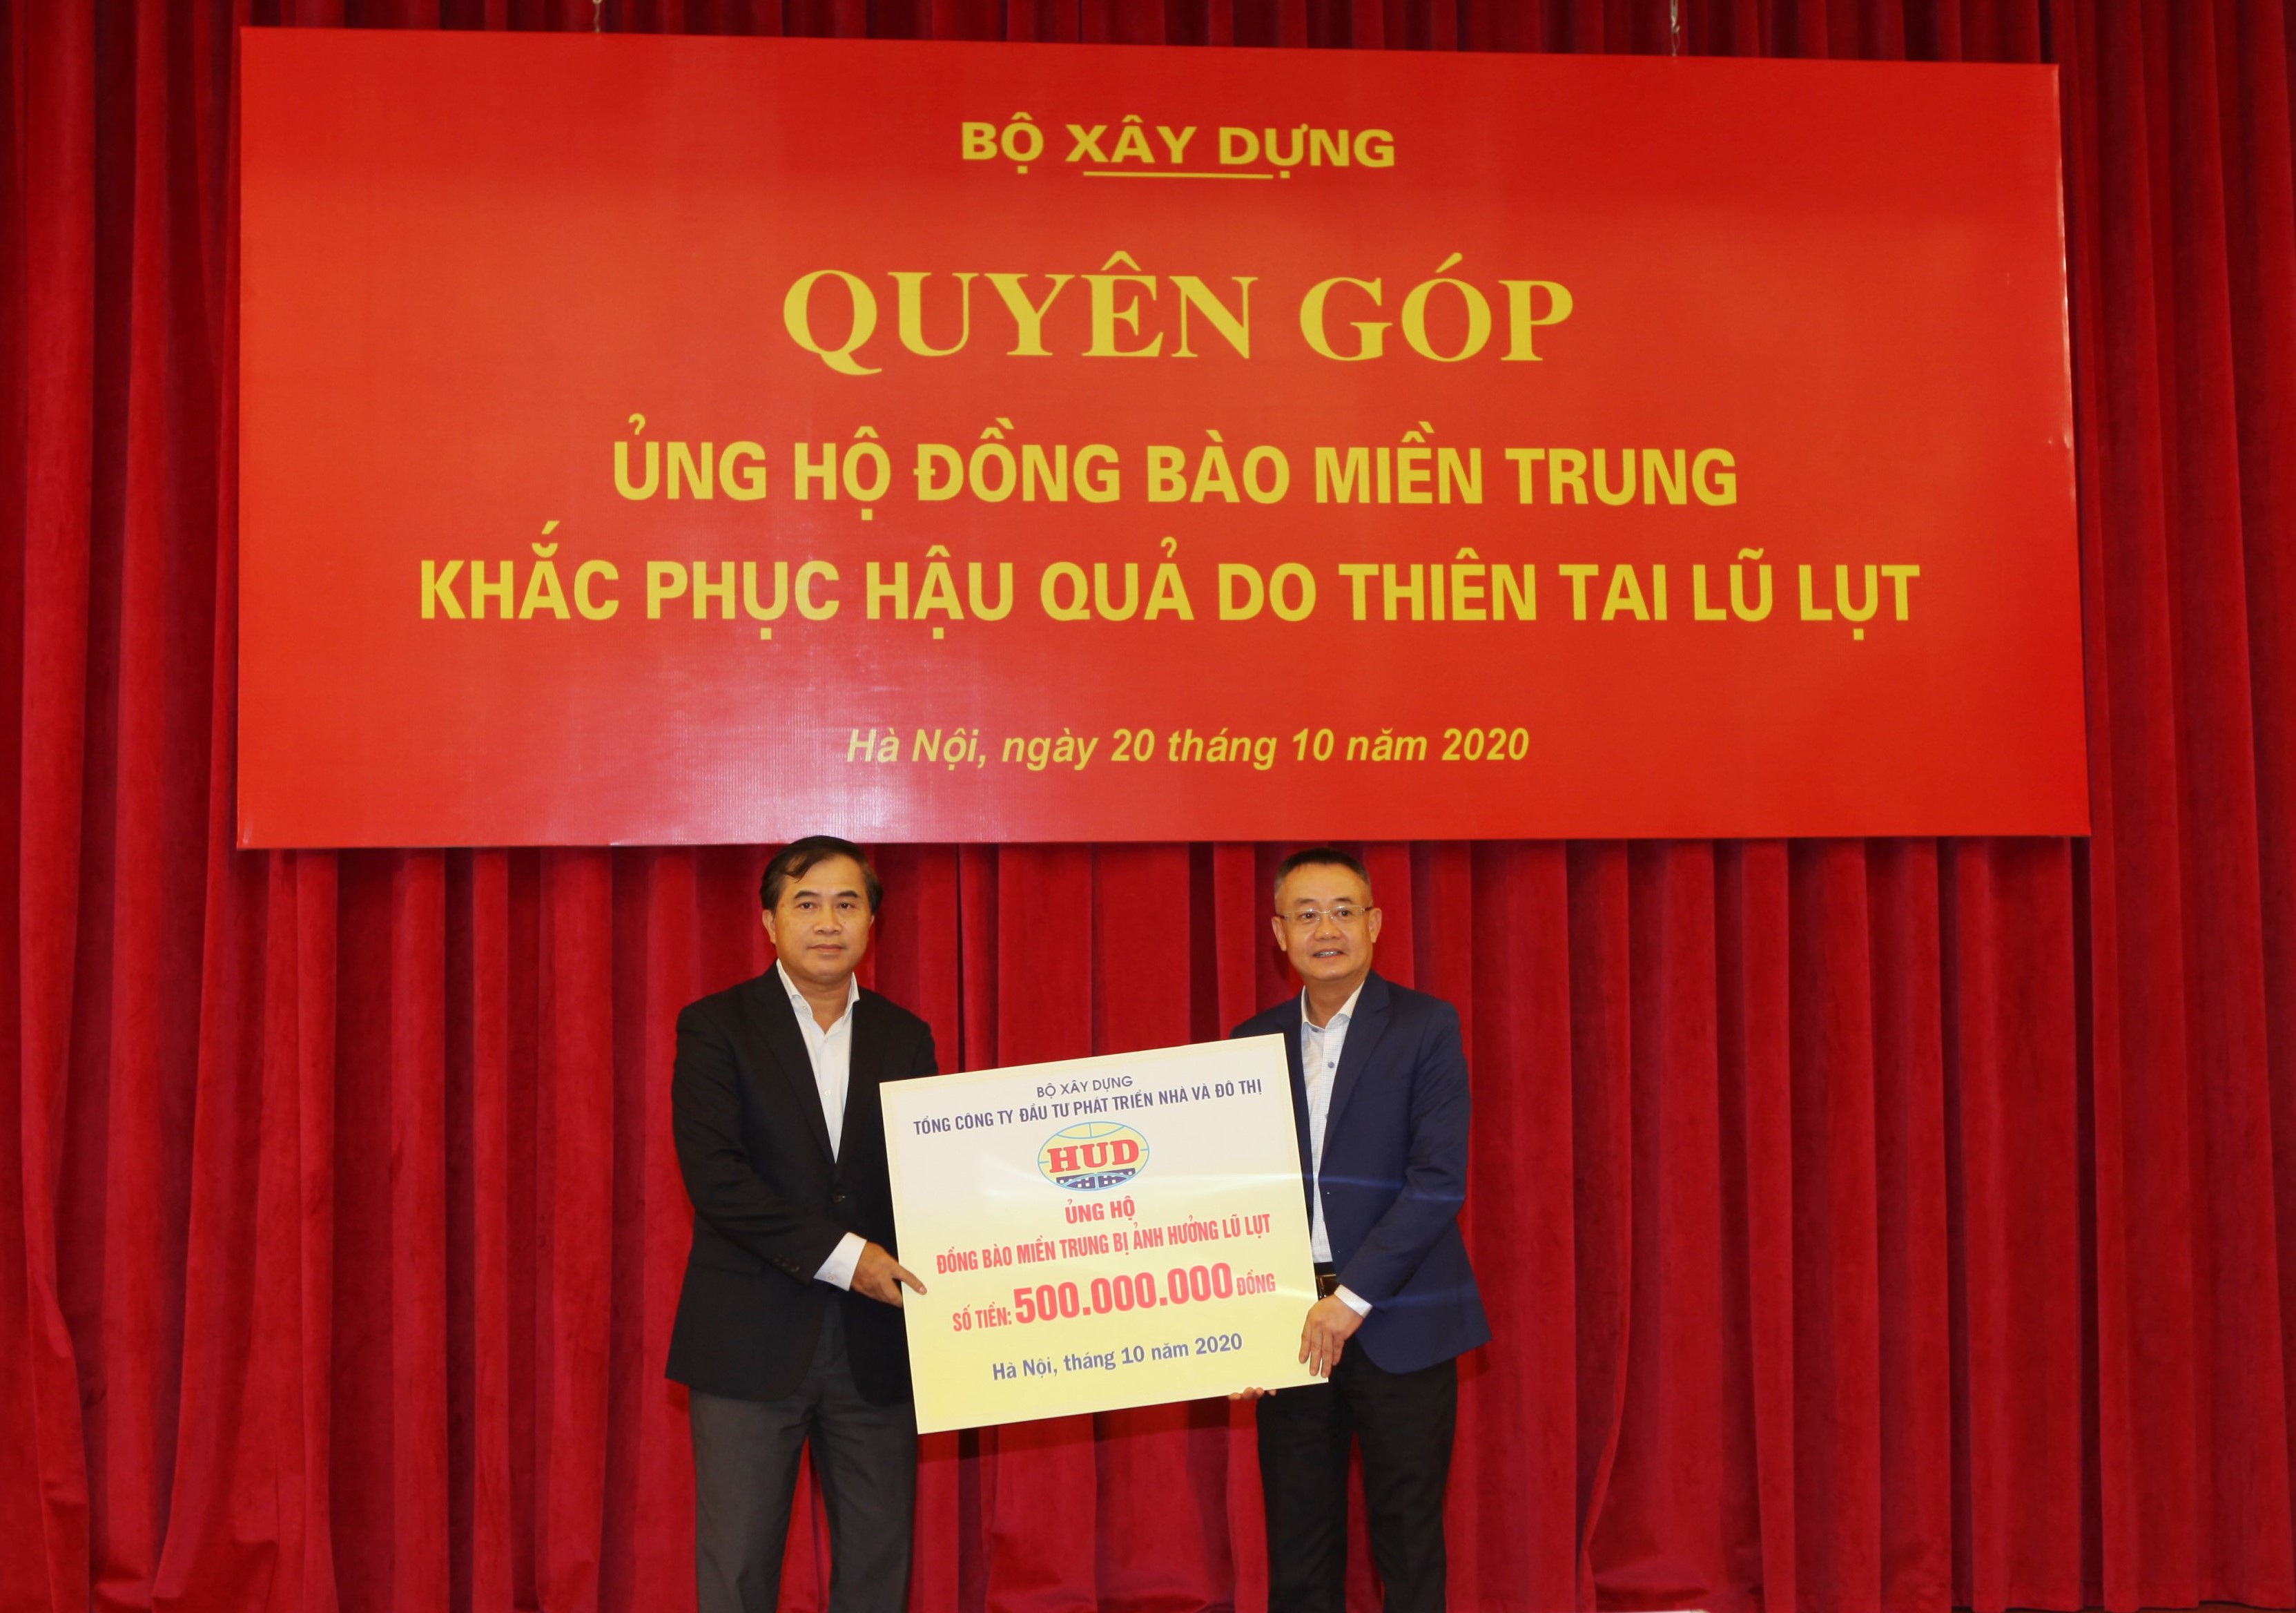 BỘ XÂY DỰNG
QUYÊN GÓP
ỦNG HỘ ĐỒNG BÀO MIỀN TRUNG
KHẮC PHỤC HẬU QUẢ DO THIÊN TAI LŨ LỤT
Hà Nội, ngày 20 tháng 10 năm 2020
BỘ XÂY DỰNG
TỔNG CÔNG TY ĐẦU TƯ PHÁT TRIỂN NHÀ VÀ ĐÔ THỊ
HUD
ỦNG HỘ
ĐỒNG BÀO MIỀN TRUNG BỊ ẢNH HƯỞNG LŨ LỤT
SỐ TIỀN: 500.000.000 ĐỒNG
Hà Nội, tháng 10 năm 2020